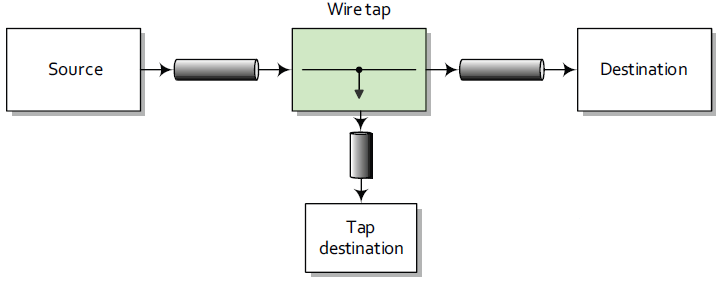 Wire tap
Source
Destination
Tap
destination